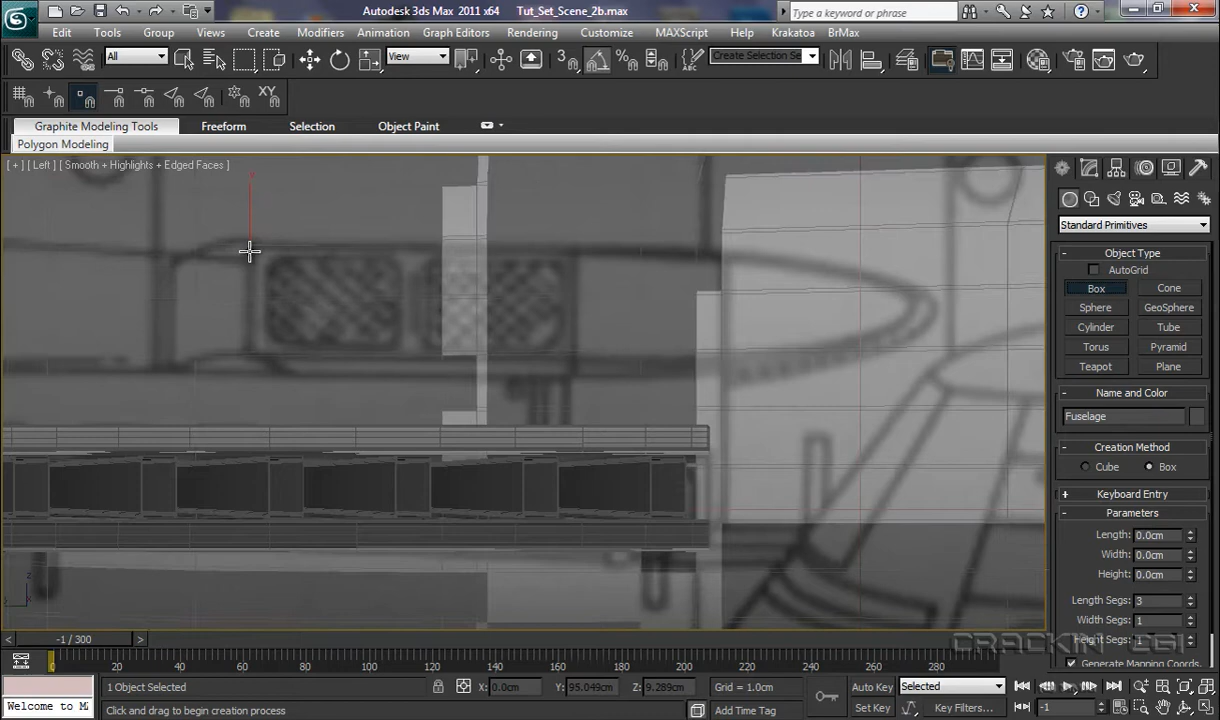 Autodesk 3ds Max 2011 x64 Tut_Set_Scene_2b.max
Type a keyword or phrase
Edit Tools Group Views Create Modifiers Animation Graph Editors Rendering Customize MAXScript Help Krakatoa BrMax
All View 3 Create Selection Se
XY
Graphite Modeling Tools Freeform Selection Object Paint
Polygon Modeling
[ + ] [ Left ] [ Smooth + Highlights + Edged Faces ]
Standard Primitives
- Object Type
AutoGrid
Box Cone
Sphere GeoSphere
Cylinder Tube
Torus Pyramid
Teapot Plane
- Name and Color
Fuselage
- Creation Method
Cube Box
+ Keyboard Entry
- Parameters
Length: 0.0cm
Width: 0.0cm
Height: 0.0cm
Length Segs: 3
Width Segs: 1
Height Segs: 1
Generate Mapping Coords.
CRACKIN CGI
z
< -1 / 300 >
0 20 40 60 80 100 120 140 160 180 200 220 240 260 280
Welcome to M
1 Object Selected X: 0.0cm Y: 95.049cm Z: 9.289cm Grid = 1.0cm Auto Key Selected
Click and drag to begin creation process Add Time Tag Set Key Key Filters... -1